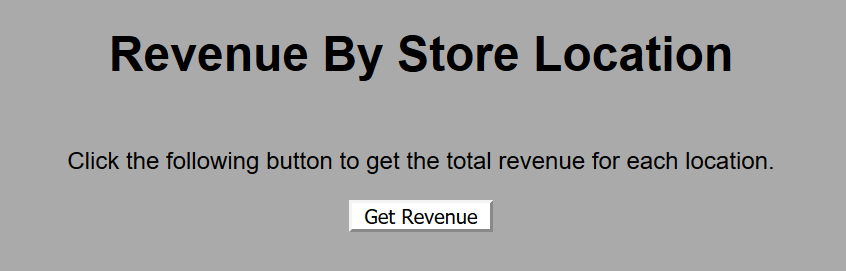 Revenue By Store Location
Click the following button to get the total revenue for each location.
Get Revenue